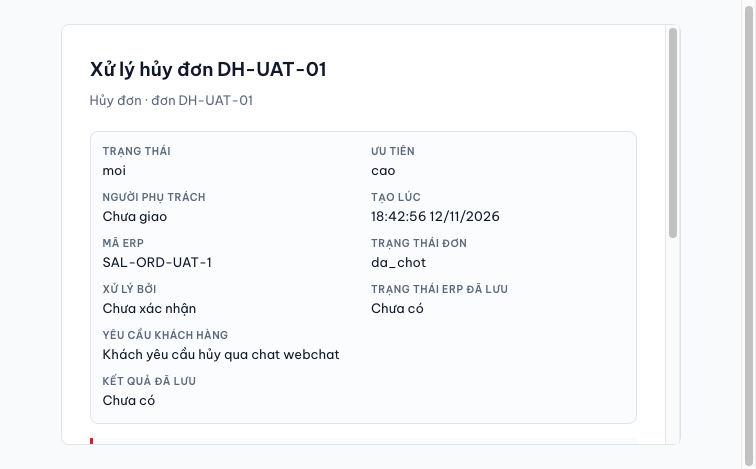 Xử lý hủy đơn DH-UAT-01
Hủy đơn · đơn DH-UAT-01
TRẠNG THÁI
moi
ƯU TIÊN
cao
NGƯỜI PHỤ TRÁCH
Chưa giao
TẠO LÚC
18:42:56 12/11/2026
MÃ ERP
SAL-ORD-UAT-1
TRẠNG THÁI ĐƠN
da_chot
XỬ LÝ BỞI
Chưa xác nhận
TRẠNG THÁI ERP ĐÃ LƯU
Chưa có
YÊU CẦU KHÁCH HÀNG
Khách yêu cầu hủy qua chat webchat
KẾT QUẢ ĐÃ LƯU
Chưa có